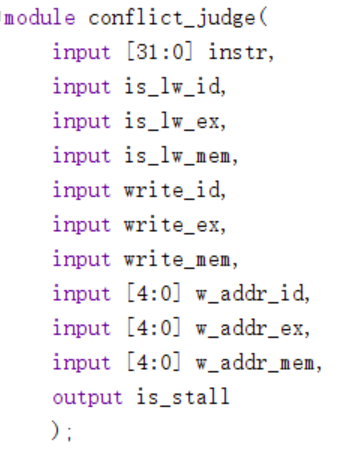 module conflict_judge(
input [31:0] instr,
input is_lw_id,
input is_lw_ex,
input is_lw_mem,
input write_id,
input write_ex,
input write_mem,
input [4:0] w_addr_id,
input [4:0] w_addr_ex,
input [4:0] w_addr_mem,
output is_stall
);